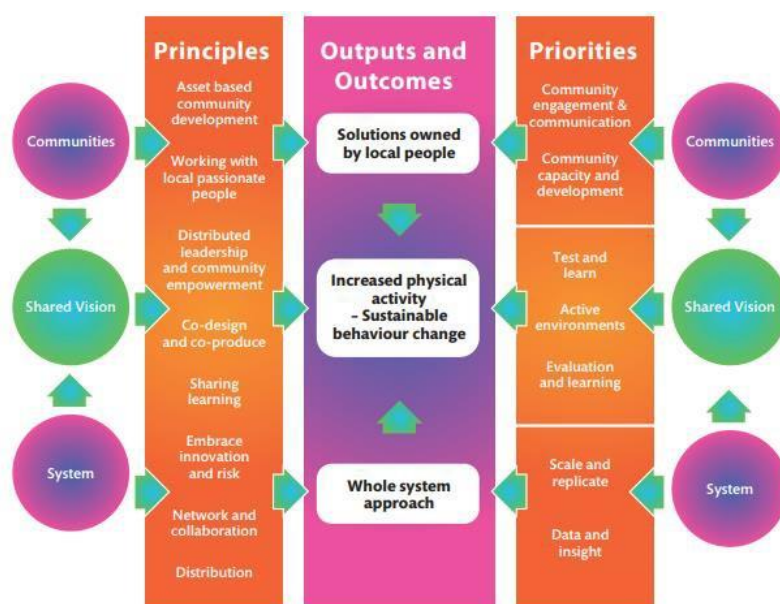 Communities
Shared Vision
System
Principles
Asset based
community
development
Working with
local passionate
people
Distributed
leadership
and community
empowerment
Co-design
and co-produce
Sharing
learning
Embrace
innovation
and risk
Network and
collaboration
Distribution
Outputs and
Outcomes
Solutions owned
by local people
Increased physical
activity
– Sustainable
behaviour change
Whole system
approach
Priorities
Community
engagement &
communication
Community
capacity and
development
Test and
learn
Active
environments
Evaluation
and learning
Scale and
replicate
Data and
insight
Communities
Shared Vision
System